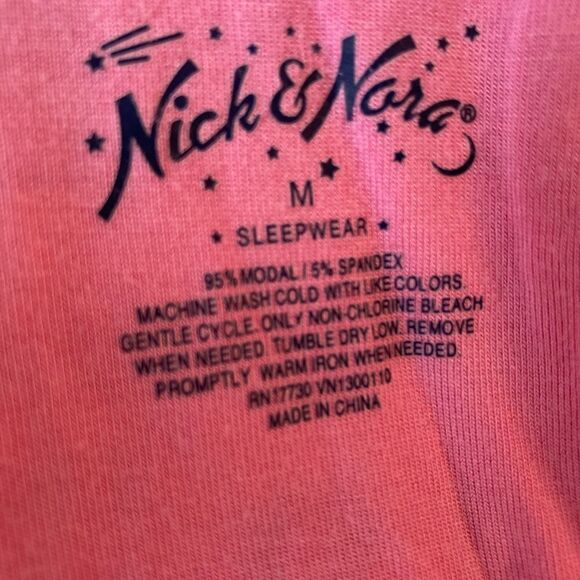 Nick & Nora®
M
★ SLEEPWEAR ★
95% MODAL / 5% SPANDEX
MACHINE WASH COLD WITH LIKE COLORS.
GENTLE CYCLE. ONLY NON-CHLORINE BLEACH
WHEN NEEDED. TUMBLE DRY LOW. REMOVE
PROMPTLY. WARM IRON WHEN NEEDED.
RN17730 VN1300110
MADE IN CHINA